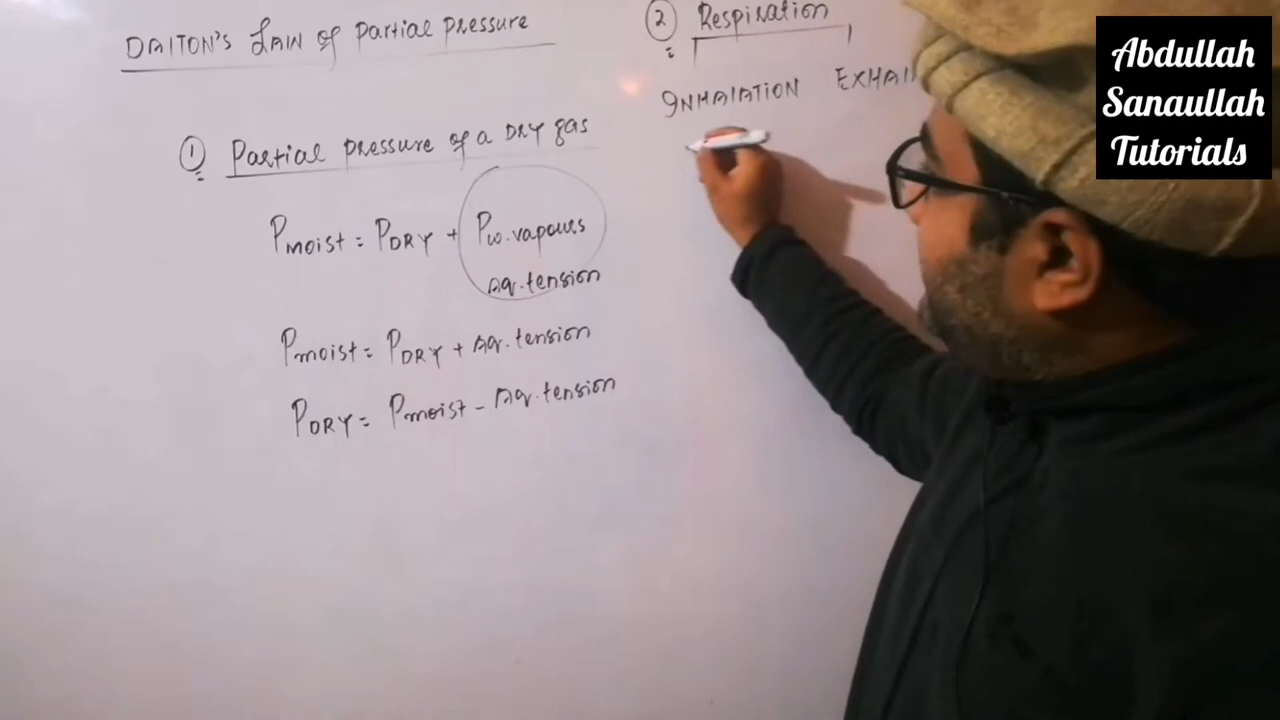 DALTON'S LAW of Partial Pressure
① Partial Pressure of a DRY gas
Pmoist = PDRY + Pw.vapours
Aq.tension
Pmoist = PDRY + Aq.tension
PDRY = Pmoist - Aq.tension
② Respiration
INHALATION EXHAL
Abdullah
Sanaullah
Tutorials